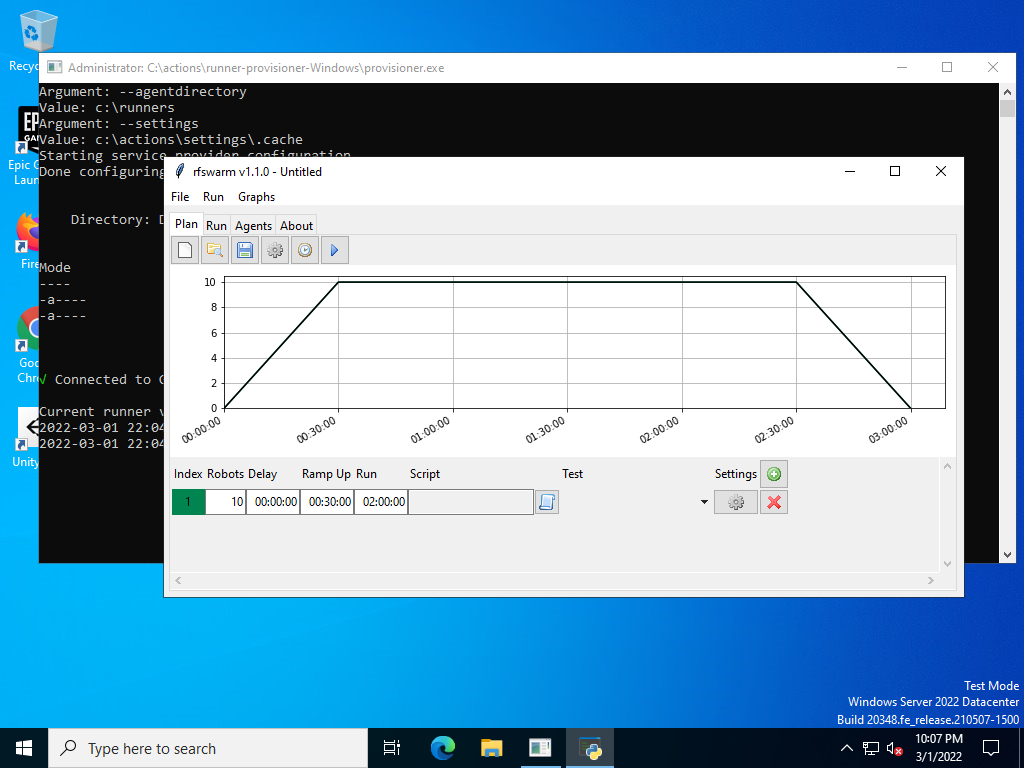 Recyc
Administrator: C:\actions\runner-provisioner-Windows\provisioner.exe
Argument: --agentdirectory
Value: c:\runners
Argument: --settings
Value: c:\actions\settings\.cache
Starting service provider configuration
Done configuring
Directory: D
Mode
----
-a----
-a----
√ Connected to G
Current runner v
2022-03-01 22:04
2022-03-01 22:04
EPI
GA
Epic G
Laun
Fire
Goo
Chr
Unity
rfswarm v1.1.0 - Untitled
File Run Graphs
Plan Run Agents About
10
8
6
4
2
0
00:00:00 00:30:00 01:00:00 01:30:00 02:00:00 02:30:00 03:00:00
Index Robots Delay Ramp Up Run Script Test Settings
1 10 00:00:00 00:30:00 02:00:00
Test Mode
Windows Server 2022 Datacenter
Build 20348.fe_release.210507-1500
Type here to search
10:07 PM
3/1/2022